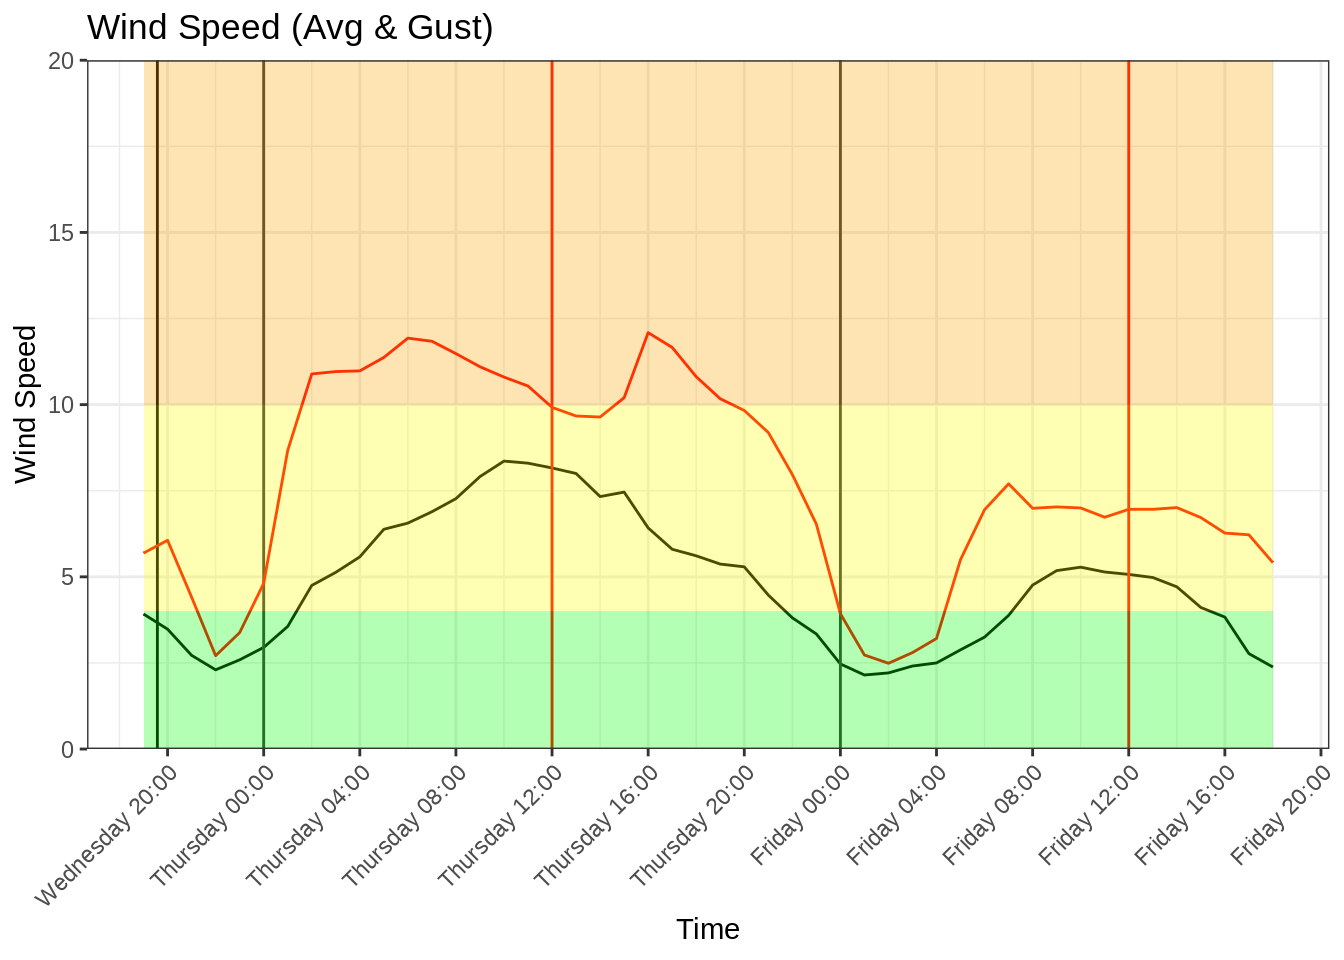 Wind Speed (Avg & Gust)
20
15
10
5
0
Wind Speed
Wednesday 20:00
Thursday 00:00
Thursday 04:00
Thursday 08:00
Thursday 12:00
Thursday 16:00
Thursday 20:00
Friday 00:00
Friday 04:00
Friday 08:00
Friday 12:00
Friday 16:00
Friday 20:00
Time